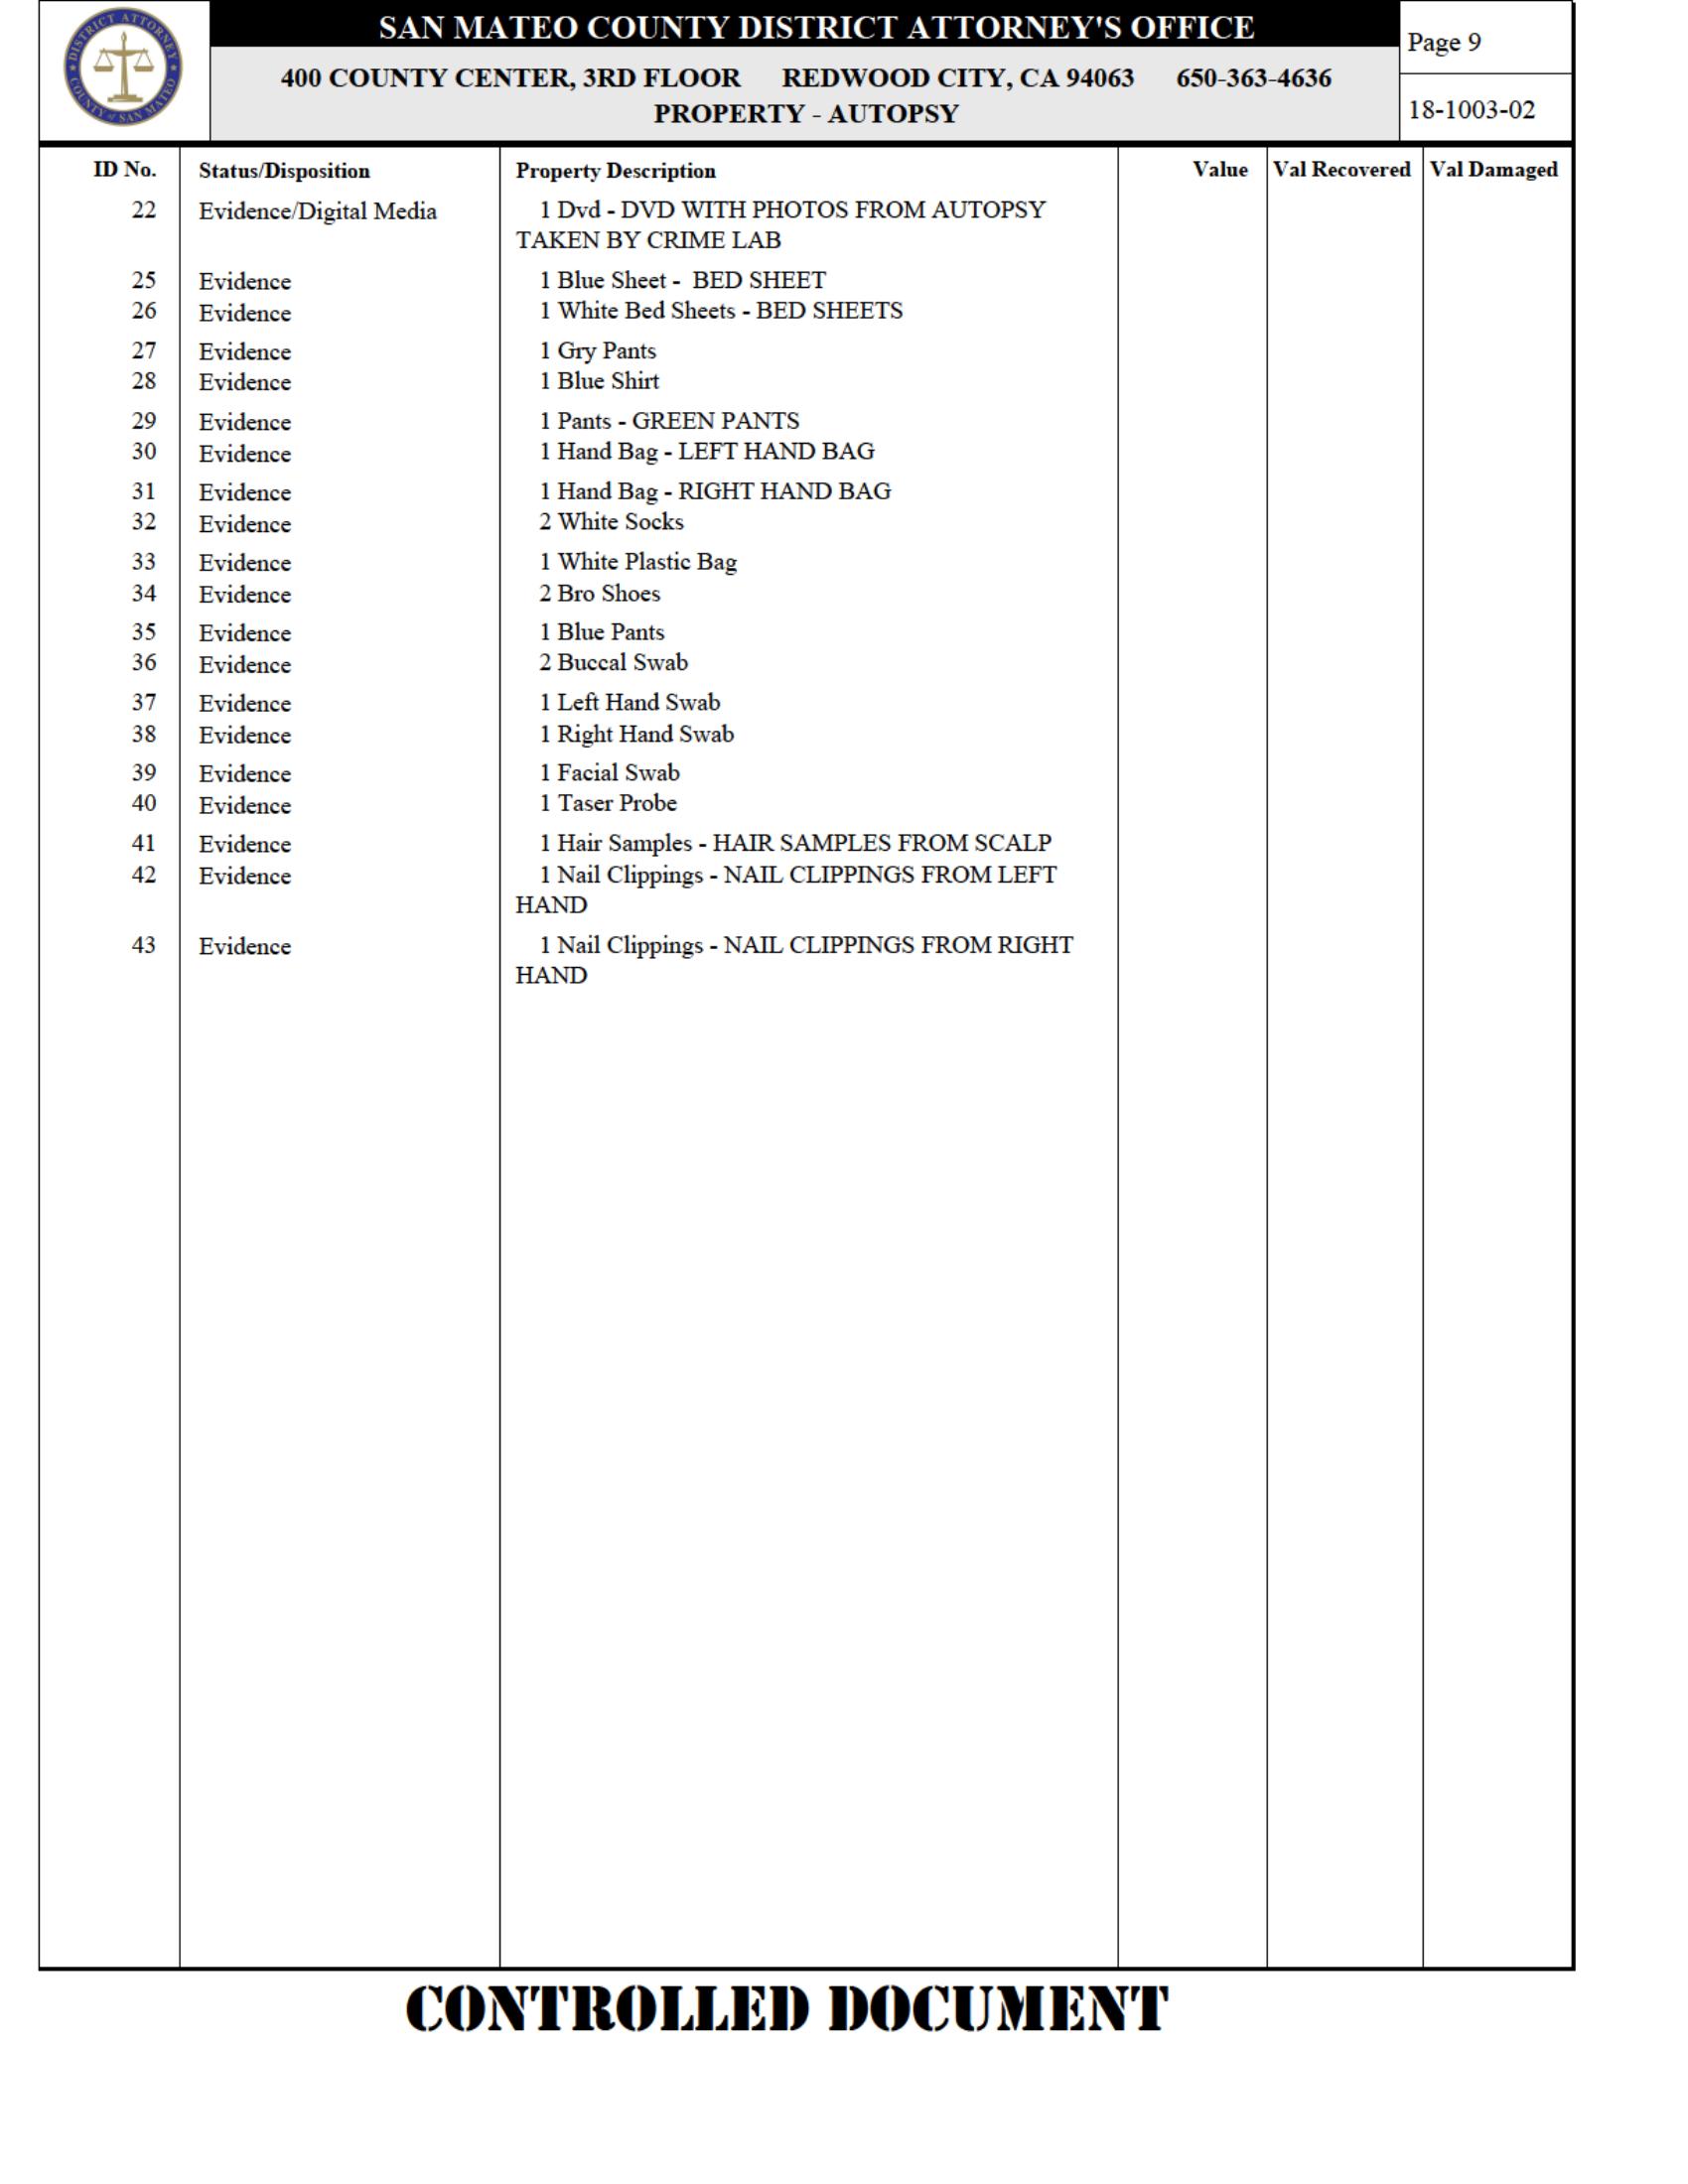 DISTRICT ATTORNEY
COUNTY of SAN MATEO
SAN MATEO COUNTY DISTRICT ATTORNEY'S OFFICE
400 COUNTY CENTER, 3RD FLOOR REDWOOD CITY, CA 94063 650-363-4636
PROPERTY - AUTOPSY
Page 9
18-1003-02
ID No. Status/Disposition Property Description Value Val Recovered Val Damaged
22 Evidence/Digital Media 1 Dvd - DVD WITH PHOTOS FROM AUTOPSY
TAKEN BY CRIME LAB
25 Evidence 1 Blue Sheet - BED SHEET
26 Evidence 1 White Bed Sheets - BED SHEETS
27 Evidence 1 Gry Pants
28 Evidence 1 Blue Shirt
29 Evidence 1 Pants - GREEN PANTS
30 Evidence 1 Hand Bag - LEFT HAND BAG
31 Evidence 1 Hand Bag - RIGHT HAND BAG
32 Evidence 2 White Socks
33 Evidence 1 White Plastic Bag
34 Evidence 2 Bro Shoes
35 Evidence 1 Blue Pants
36 Evidence 2 Buccal Swab
37 Evidence 1 Left Hand Swab
38 Evidence 1 Right Hand Swab
39 Evidence 1 Facial Swab
40 Evidence 1 Taser Probe
41 Evidence 1 Hair Samples - HAIR SAMPLES FROM SCALP
42 Evidence 1 Nail Clippings - NAIL CLIPPINGS FROM LEFT
HAND
43 Evidence 1 Nail Clippings - NAIL CLIPPINGS FROM RIGHT
HAND
CONTROLLED DOCUMENT